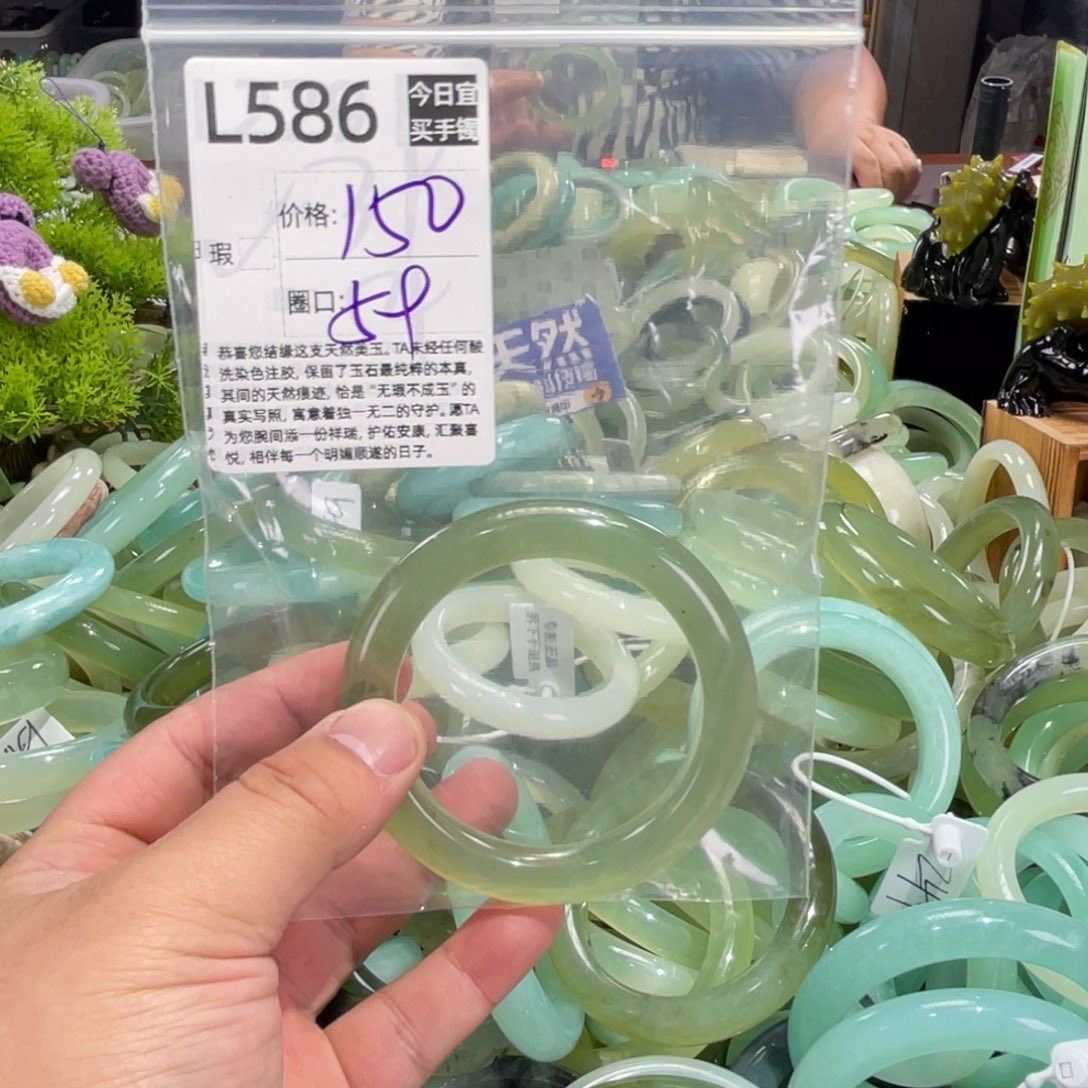 L586
今日宜
买手镯
价格:150
瑕
圈口:59
恭喜您结缘这支天然美玉。TA未经任何酸
洗染色注胶, 保留了玉石最纯粹的本真,
其间的天然痕迹, 恰是“无瑕不成玉”的
真实写照, 寓意着独一无二的守护。愿TA
为您腕间添一份祥瑞, 护佑安康, 汇聚喜
悦, 相伴每一个明媚顺遂的日子。
天然